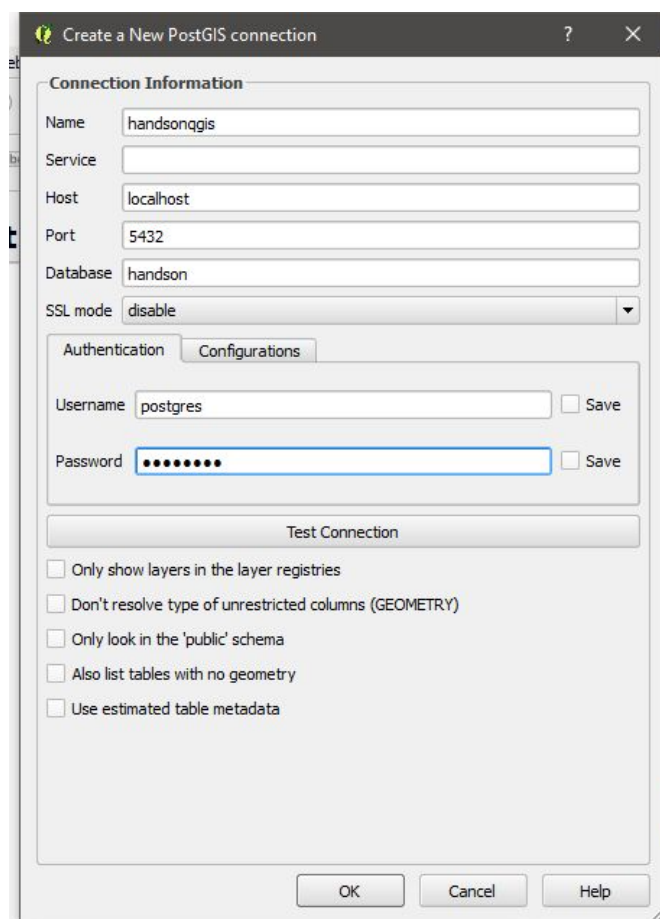 Create a New PostGIS connection ? ×
Connection Information
Name handsonqgis
Service
Host localhost
Port 5432
Database handson
SSL mode disable
Authentication Configurations
Username postgres Save
Password ●●●●●●●● Save
Test Connection
Only show layers in the layer registries
Don't resolve type of unrestricted columns (GEOMETRY)
Only look in the 'public' schema
Also list tables with no geometry
Use estimated table metadata
OK Cancel Help